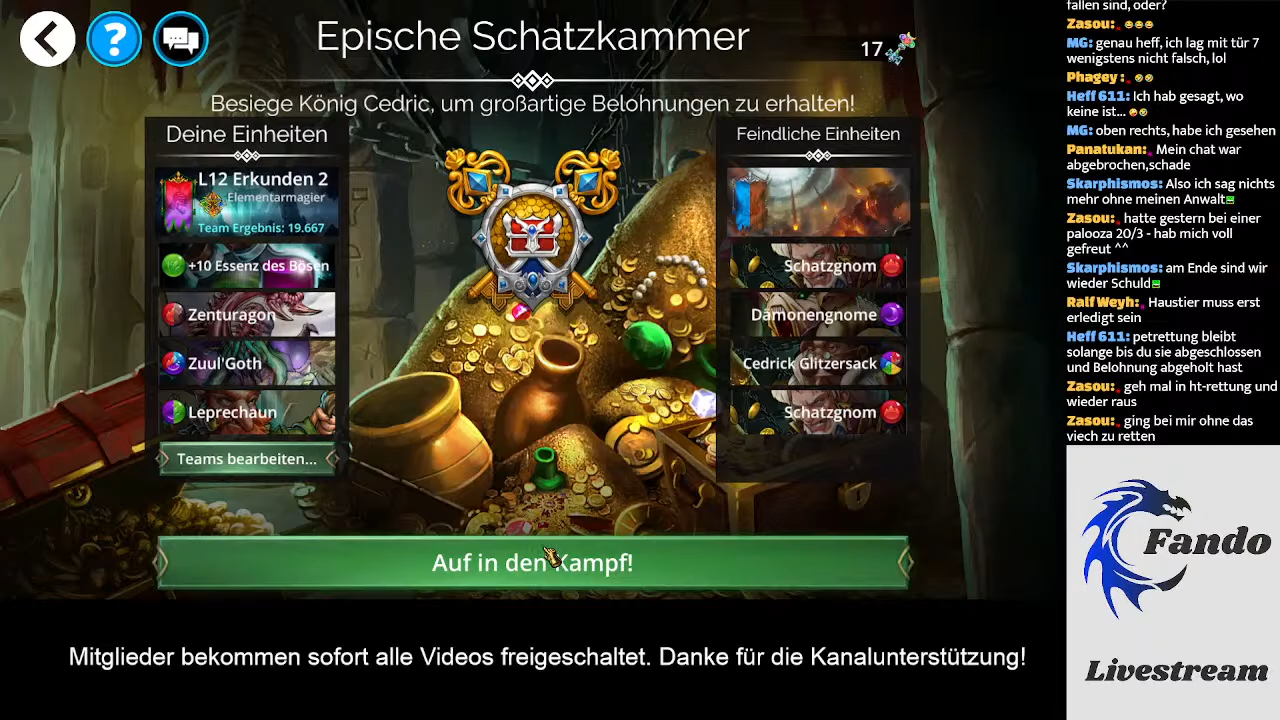 Epische Schatzkammer
17
Besiege König Cedric, um großartige Belohnungen zu erhalten!
Deine Einheiten
L12 Erkunden 2
Elementarmagier
Team Ergebnis: 19.667
+10 Essenz des Bösen
Zenturagon
Zuul'Goth
Leprechaun
Teams bearbeiten...
Feindliche Einheiten
Schatzgnom
Dämonengnome
Cedrick Glitzersack
Schatzgnom
Auf in den Kampf!
Mitglieder bekommen sofort alle Videos freigeschaltet. Danke für die Kanalunterstützung!
fallen sind, oder?
Zasou:
MG: genau heff, ich lag mit tür 7
wenigstens nicht falsch, lol
Phagey :
Heff 611: Ich hab gesagt, wo
keine ist...
MG: oben rechts, habe ich gesehen
Panatukan: Mein chat war
abgebrochen,schade
Skarphismos: Also ich sag nichts
mehr ohne meinen Anwalt
Zasou: hatte gestern bei einer
palooza 20/3 - hab mich voll
gefreut ^^
Skarphismos: am Ende sind wir
wieder Schuld
Ralf Weyh: Haustier muss erst
erledigt sein
Heff 611: petrettung bleibt
solange bis du sie abgeschlossen
und Belohnung abgeholt hast
Zasou: geh mal in ht-rettung und
wieder raus
Zasou: ging bei mir ohne das
viech zu retten
Fando
Livestream